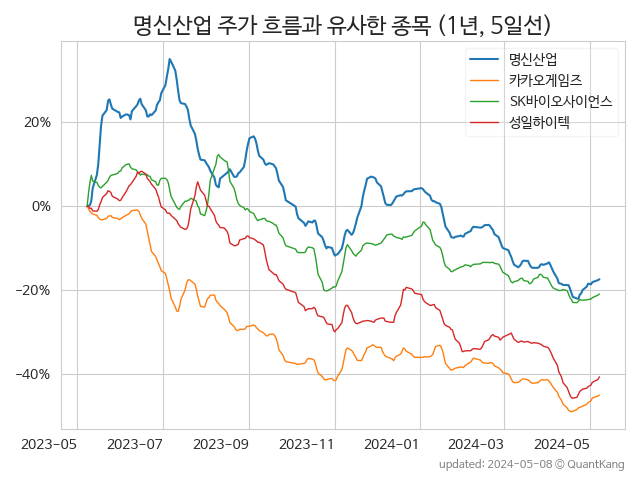 명신산업 주가 흐름과 유사한 종목 (1년, 5일선)
명신산업
카카오게임즈
SK바이오사이언스
성일하이텍
20%
0%
−20%
−40%
2023-05 2023-07 2023-09 2023-11 2024-01 2024-03 2024-05
updated: 2024-05-08 © QuantKang